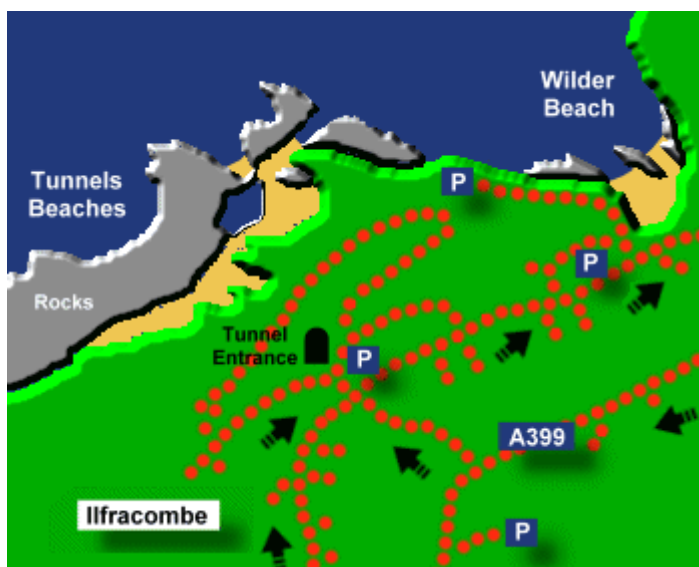 Wilder
Beach
Tunnels
Beaches
P
P
Rocks
Tunnel
Entrance
P
A399
Ilfracombe
P